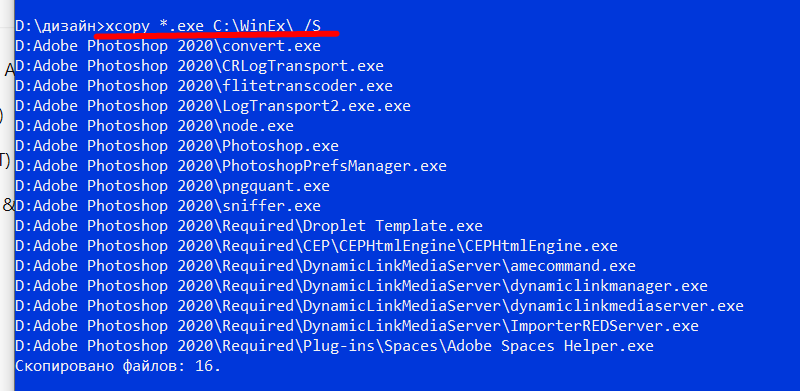 D:\дизайн>xcopy *.exe C:\WinEx\ /S
D:Adobe Photoshop 2020\convert.exe
A
D:Adobe Photoshop 2020\CRLogTransport.exe
D:Adobe Photoshop 2020\flitetranscoder.exe
D:Adobe Photoshop 2020\LogTransport2.exe.exe
)
D:Adobe Photoshop 2020\node.exe
D:Adobe Photoshop 2020\Photoshop.exe
T)
D:Adobe Photoshop 2020\PhotoshopPrefsManager.exe
D:Adobe Photoshop 2020\pngquant.exe
&
D:Adobe Photoshop 2020\sniffer.exe
D:Adobe Photoshop 2020\Required\Droplet Template.exe
D:Adobe Photoshop 2020\Required\CEP\CEPHtmlEngine\CEPHtmlEngine.exe
D:Adobe Photoshop 2020\Required\DynamicLinkMediaServer\amecommand.exe
D:Adobe Photoshop 2020\Required\DynamicLinkMediaServer\dynamiclinkmanager.exe
D:Adobe Photoshop 2020\Required\DynamicLinkMediaServer\dynamiclinkmediaserver.exe
D:Adobe Photoshop 2020\Required\DynamicLinkMediaServer\ImporterREDServer.exe
D:Adobe Photoshop 2020\Required\Plug-ins\Spaces\Adobe Spaces Helper.exe
Скопировано файлов: 16.